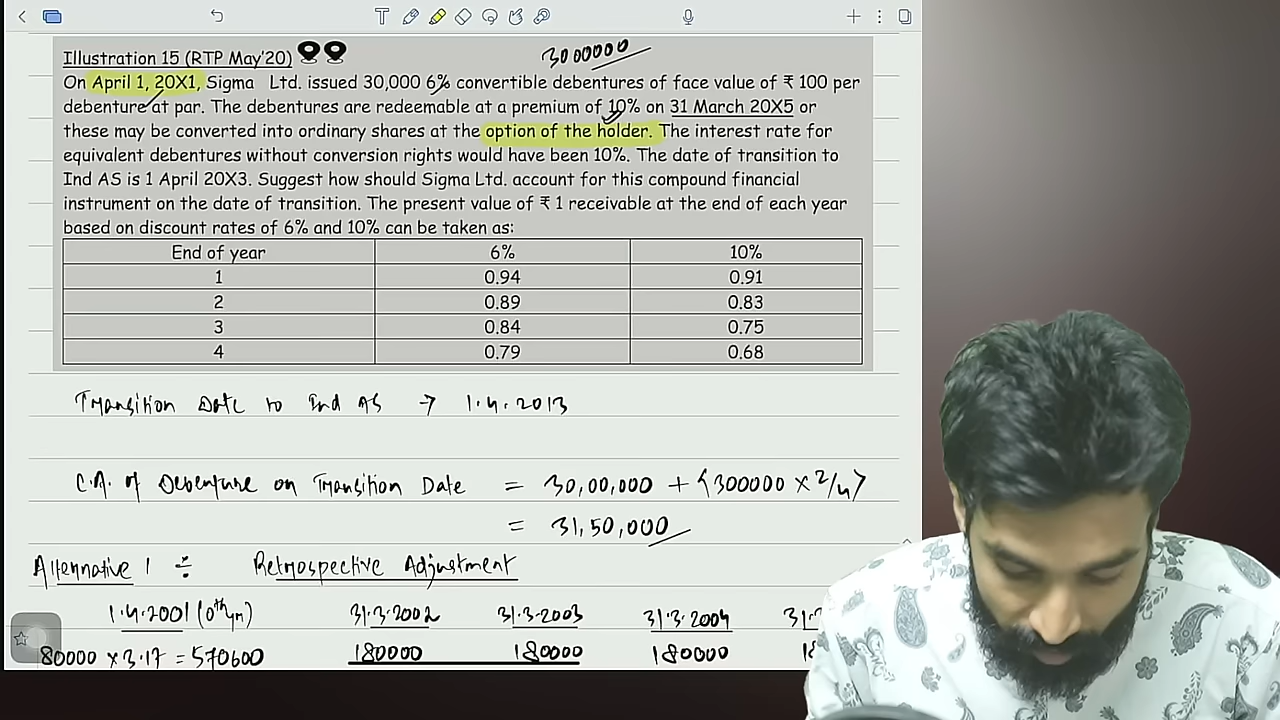 Illustration 15 (RTP May'20)
3000000
On April 1, 20X1, Sigma Ltd. issued 30,000 6% convertible debentures of face value of ₹ 100 per
debenture at par. The debentures are redeemable at a premium of 10% on 31 March 20X5 or
these may be converted into ordinary shares at the option of the holder. The interest rate for
equivalent debentures without conversion rights would have been 10%. The date of transition to
Ind AS is 1 April 20X3. Suggest how should Sigma Ltd. account for this compound financial
instrument on the date of transition. The present value of ₹ 1 receivable at the end of each year
based on discount rates of 6% and 10% can be taken as:
End of year 6% 10%
1 0.94 0.91
2 0.89 0.83
3 0.84 0.75
4 0.79 0.68
Transition Date to Ind AS → 1.4.2013
C.A. of Debenture on Transition Date = 30,00,000 + {300000 x 2/4}
= 31,50,000
Alternative 1 ÷ Retrospective Adjustment
1.4.2001 (0th yr) 31.3.2002 31.3.2003 31.3.2004
80000 x 3.17 = 570600 180000 180000 180000